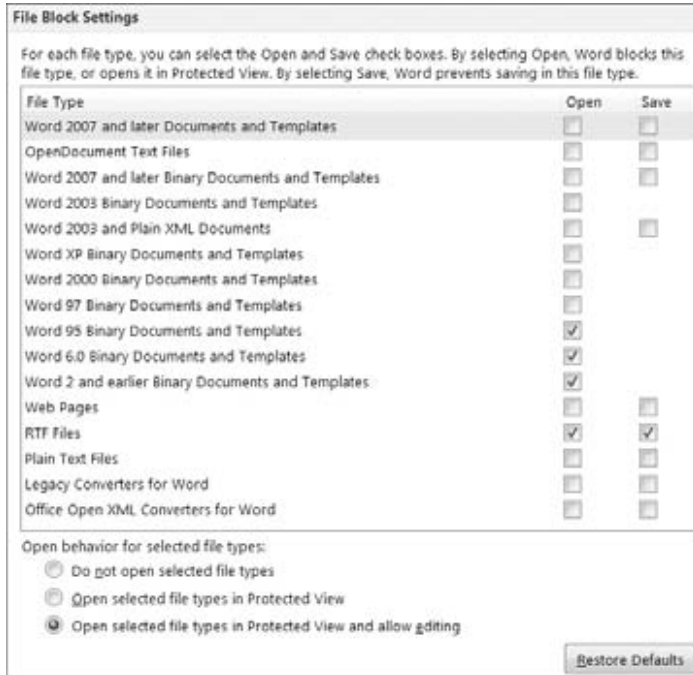 File Block Settings
For each file type, you can select the Open and Save check boxes. By selecting Open, Word blocks this
file type, or opens it in Protected View. By selecting Save, Word prevents saving in this file type.
File Type Open Save
Word 2007 and later Documents and Templates
OpenDocument Text Files
Word 2007 and later Binary Documents and Templates
Word 2003 Binary Documents and Templates
Word 2003 and Plain XML Documents
Word XP Binary Documents and Templates
Word 2000 Binary Documents and Templates
Word 97 Binary Documents and Templates
Word 95 Binary Documents and Templates
Word 6.0 Binary Documents and Templates
Word 2 and earlier Binary Documents and Templates
Web Pages
RTF Files
Plain Text Files
Legacy Converters for Word
Office Open XML Converters for Word
Open behavior for selected file types:
Do not open selected file types
Open selected file types in Protected View
Open selected file types in Protected View and allow editing
Restore Defaults